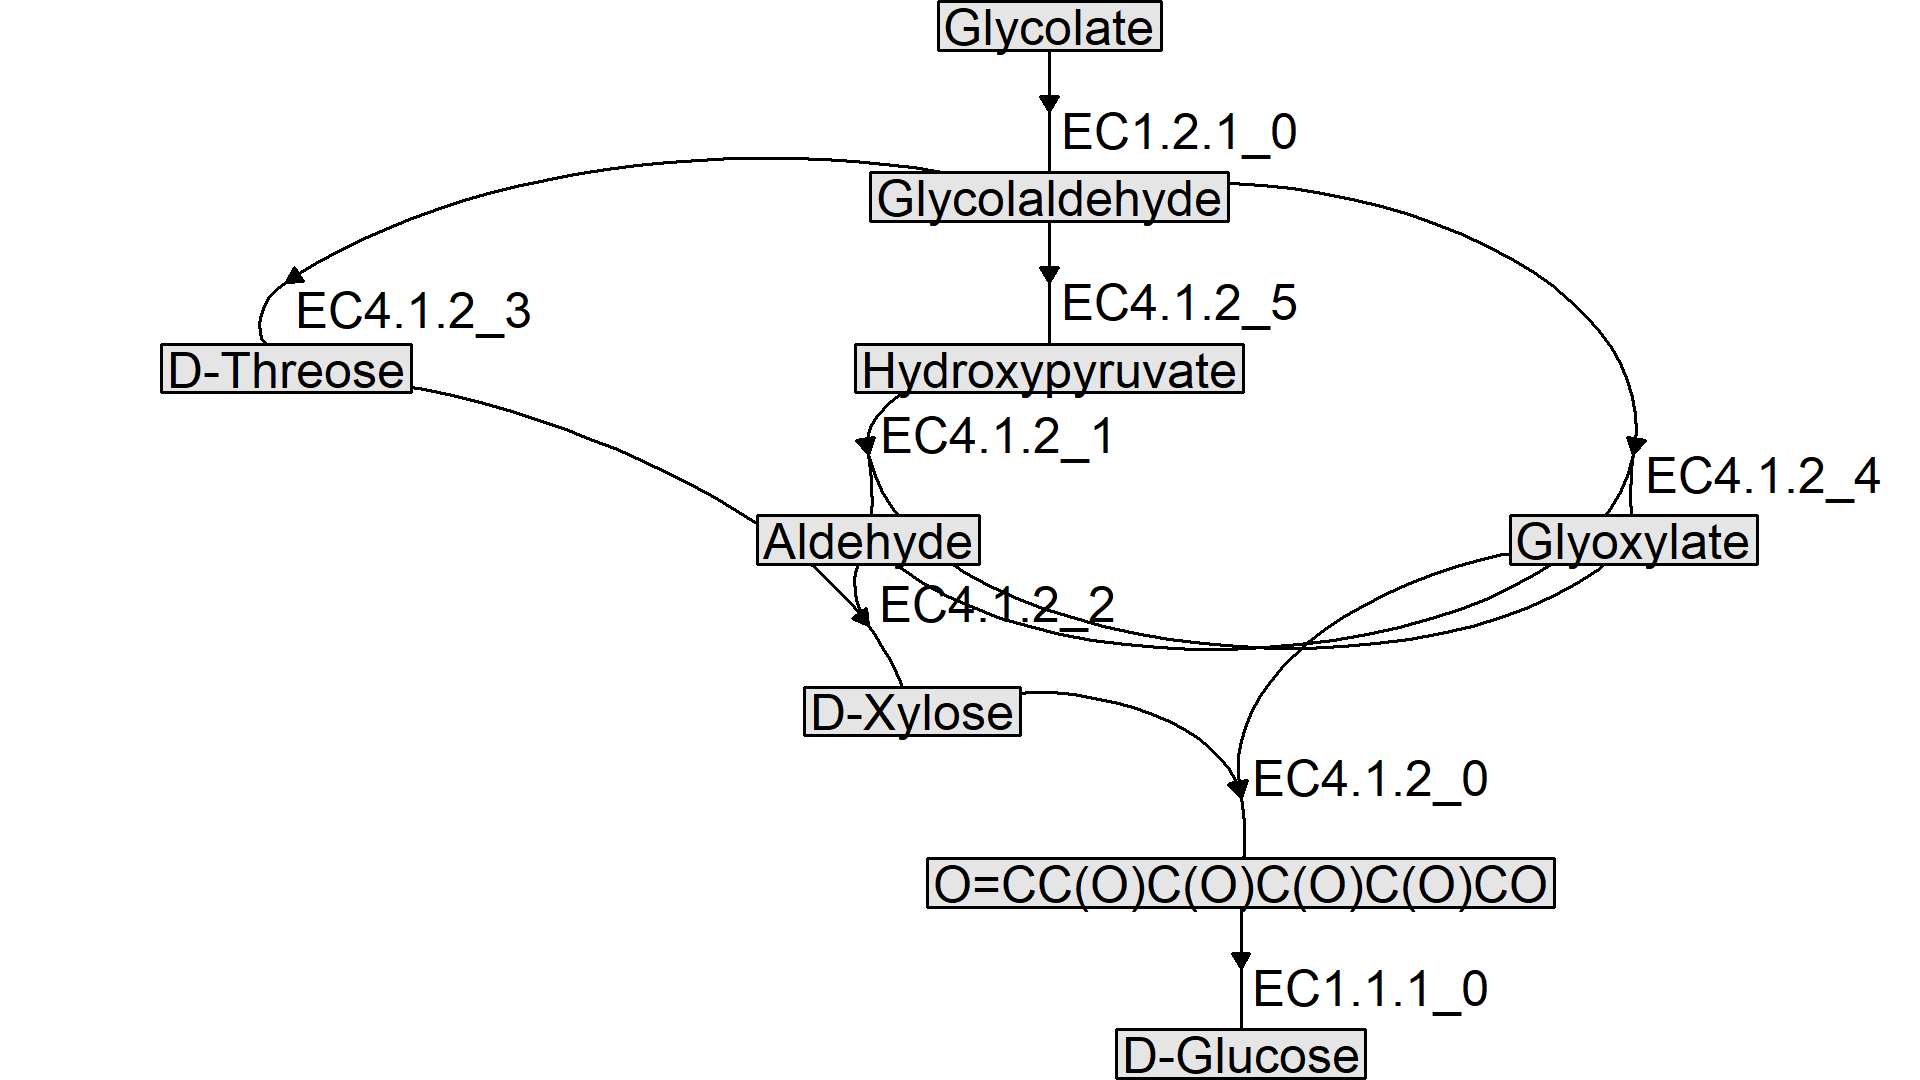 Glycolate
EC1.2.1_0
Glycolaldehyde
EC4.1.2_3
EC4.1.2_5
D-Threose
Hydroxypyruvate
EC4.1.2_1
EC4.1.2_4
Aldehyde
Glyoxylate
EC4.1.2_2
D-Xylose
EC4.1.2_0
O=CC(O)C(O)C(O)C(O)CO
EC1.1.1_0
D-Glucose